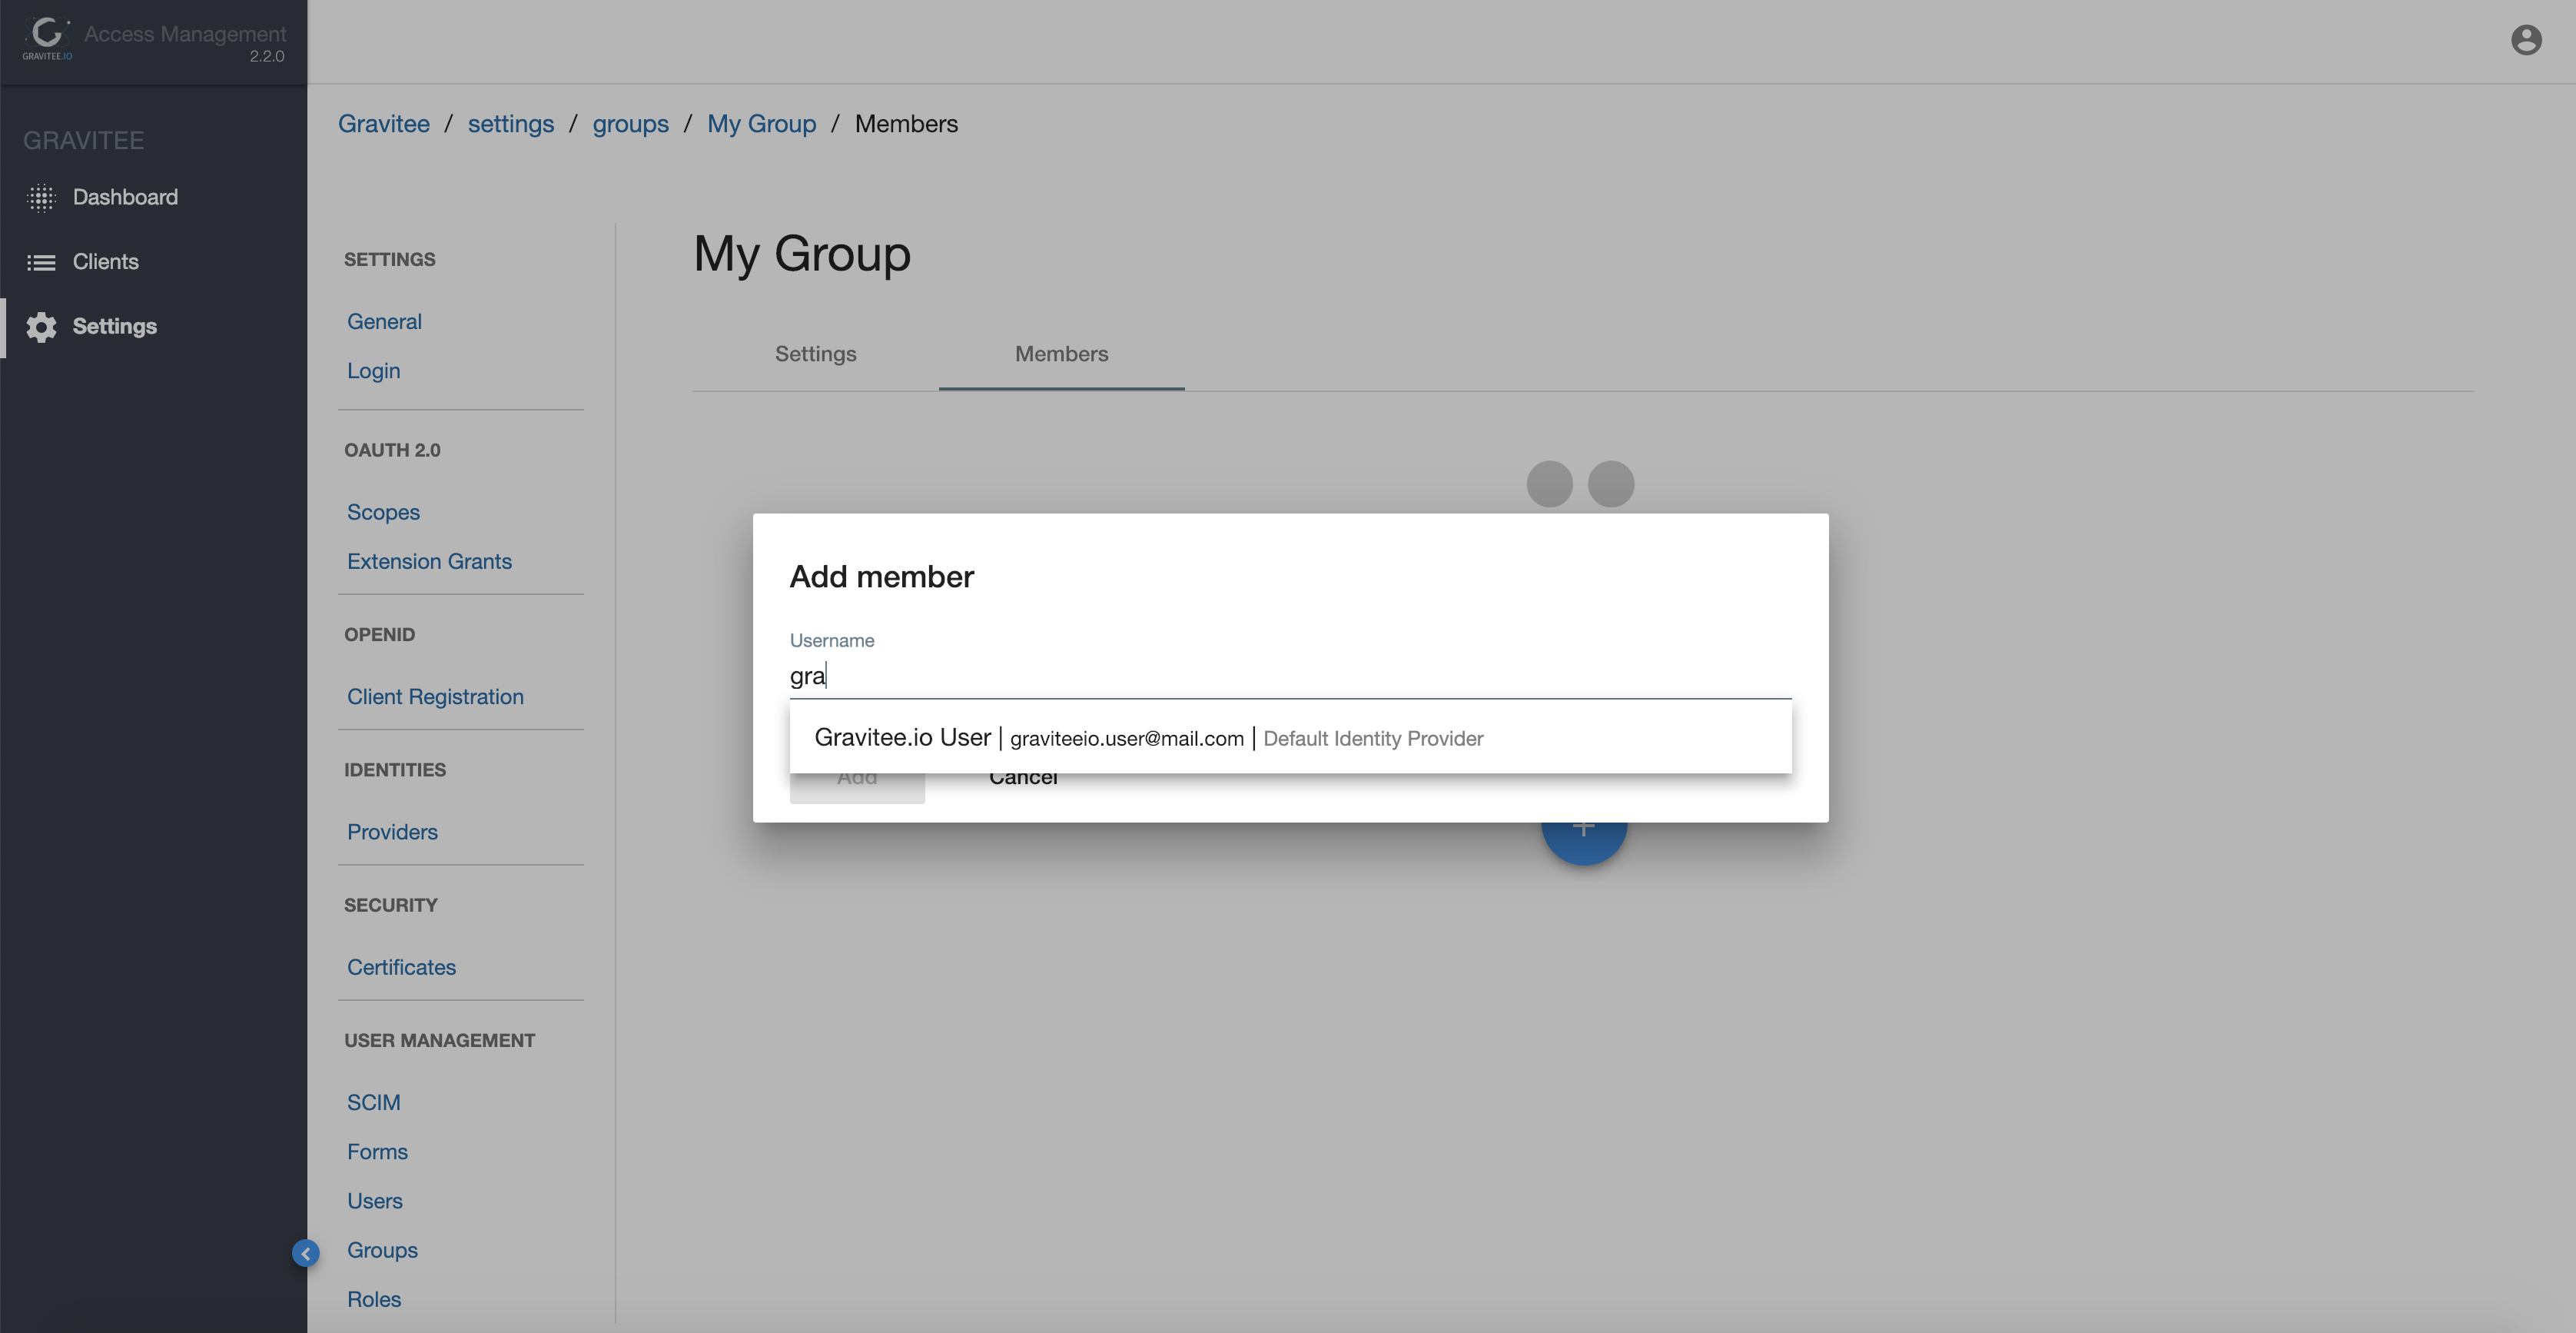 GRAVITEE.IO
Access Management
2.2.0
GRAVITEE
Dashboard
Clients
Settings
Gravitee / settings / groups / My Group / Members
SETTINGS
General
Login
OAUTH 2.0
Scopes
Extension Grants
OPENID
Client Registration
IDENTITIES
Providers
SECURITY
Certificates
USER MANAGEMENT
SCIM
Forms
Users
Groups
Roles
My Group
Settings Members
Add member
Username
gra
Gravitee.io User | graviteeio.user@mail.com | Default Identity Provider
Add Cancel